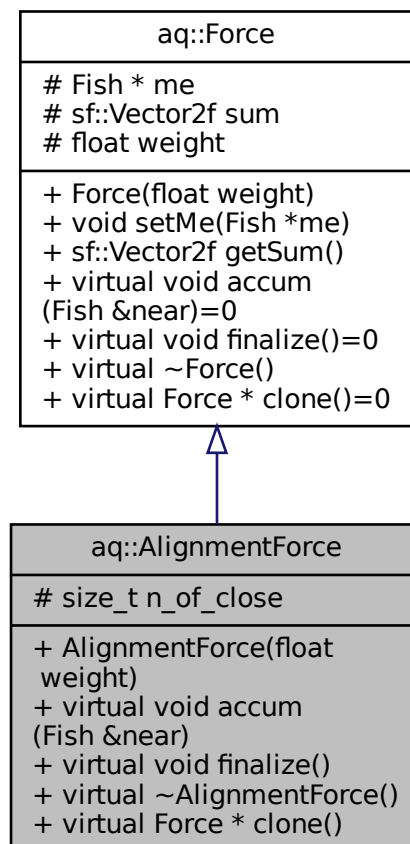 aq::Force
# Fish * me
# sf::Vector2f sum
# float weight
+ Force(float weight)
+ void setMe(Fish *me)
+ sf::Vector2f getSum()
+ virtual void accum
(Fish &near)=0
+ virtual void finalize()=0
+ virtual ~Force()
+ virtual Force * clone()=0
aq::AlignmentForce
# size_t n_of_close
+ AlignmentForce(float
weight)
+ virtual void accum
(Fish &near)
+ virtual void finalize()
+ virtual ~AlignmentForce()
+ virtual Force * clone()